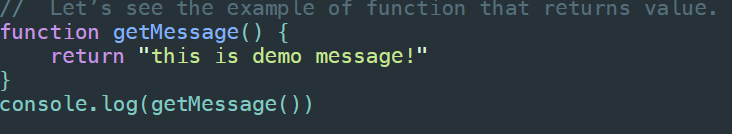 //  Let’s see the example of function that returns value.
function getMessage() {
    return "this is demo message!"
}
console.log(getMessage())